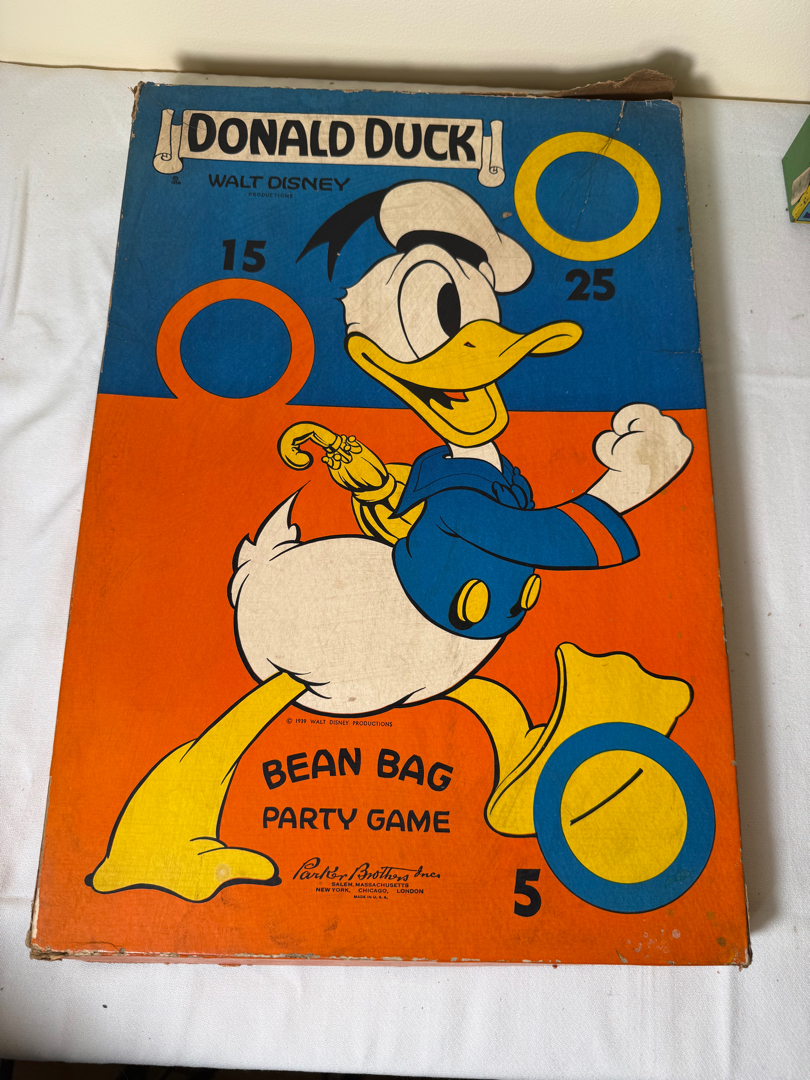 DONALD DUCK
WALT DISNEY
PRODUCTIONS
15
25
© 1939 WALT DISNEY PRODUCTIONS
BEAN BAG
PARTY GAME
Parker Brothers Inc.
SALEM, MASSACHUSETTS
NEW YORK, CHICAGO, LONDON
MADE IN U.S.A.
5